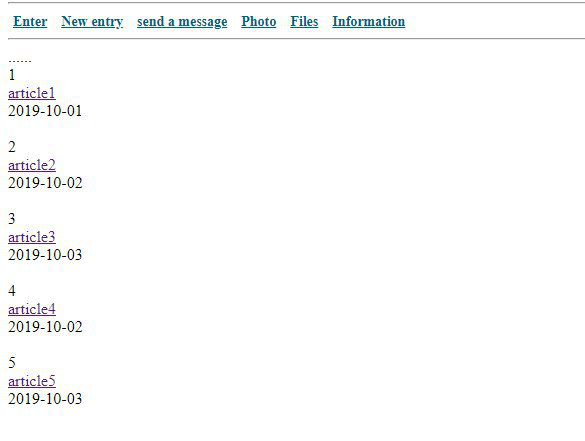 Enter New entry send a message Photo Files Information
......
1
article1
2019-10-01
2
article2
2019-10-02
3
article3
2019-10-03
4
article4
2019-10-02
5
article5
2019-10-03